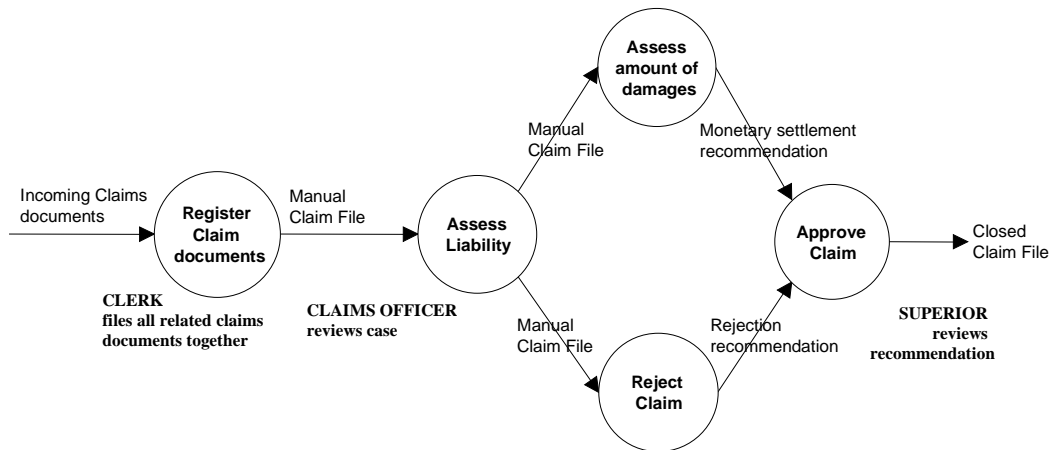 Incoming Claims
documents
Register
Claim
documents
CLERK
files all related claims
documents together
Manual
Claim File
CLAIMS OFFICER
reviews case
Assess
Liability
Manual
Claim File
Assess
amount of
damages
Monetary settlement
recommendation
Manual
Claim File
Reject
Claim
Rejection
recommendation
Approve
Claim
Closed
Claim File
SUPERIOR
reviews
recommendation